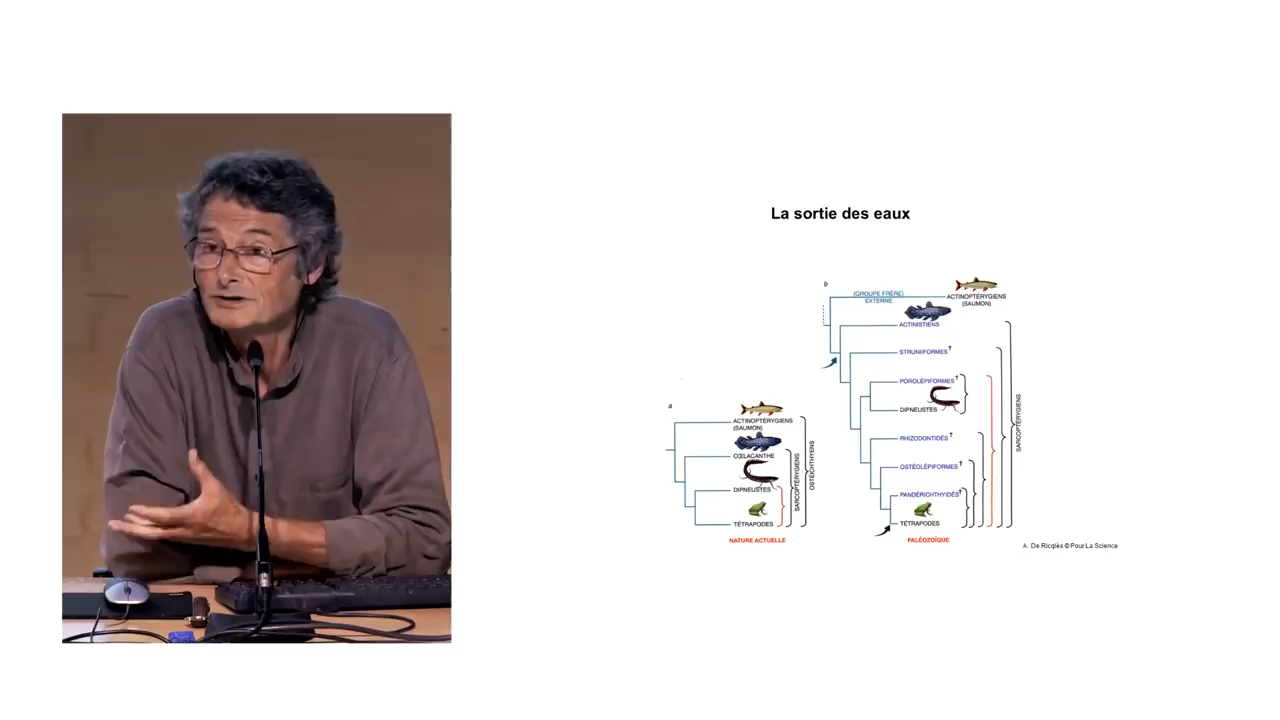 La sortie des eaux
a
ACTINOPTÉRYGIENS
(SAUMON)
CŒLACANTHE
DIPNEUSTES
TÉTRAPODES
SARCOPTÉRYGIENS
OSTÉICHTHYENS
NATURE ACTUELLE
b
(GROUPE FRÈRE)
EXTERNE
ACTINOPTÉRYGIENS
(SAUMON)
ACTINISTIENS
STRUNIIFORMES†
POROLÉPIFORMES†
DIPNEUSTES
RHIZODONTIDÉS†
OSTÉOLÉPIFORMES†
PANDÉRICHTHYIDÉS†
TÉTRAPODES
SARCOPTÉRYGIENS
PALÉOZOÏQUE
A. De Ricqlès © Pour La Science